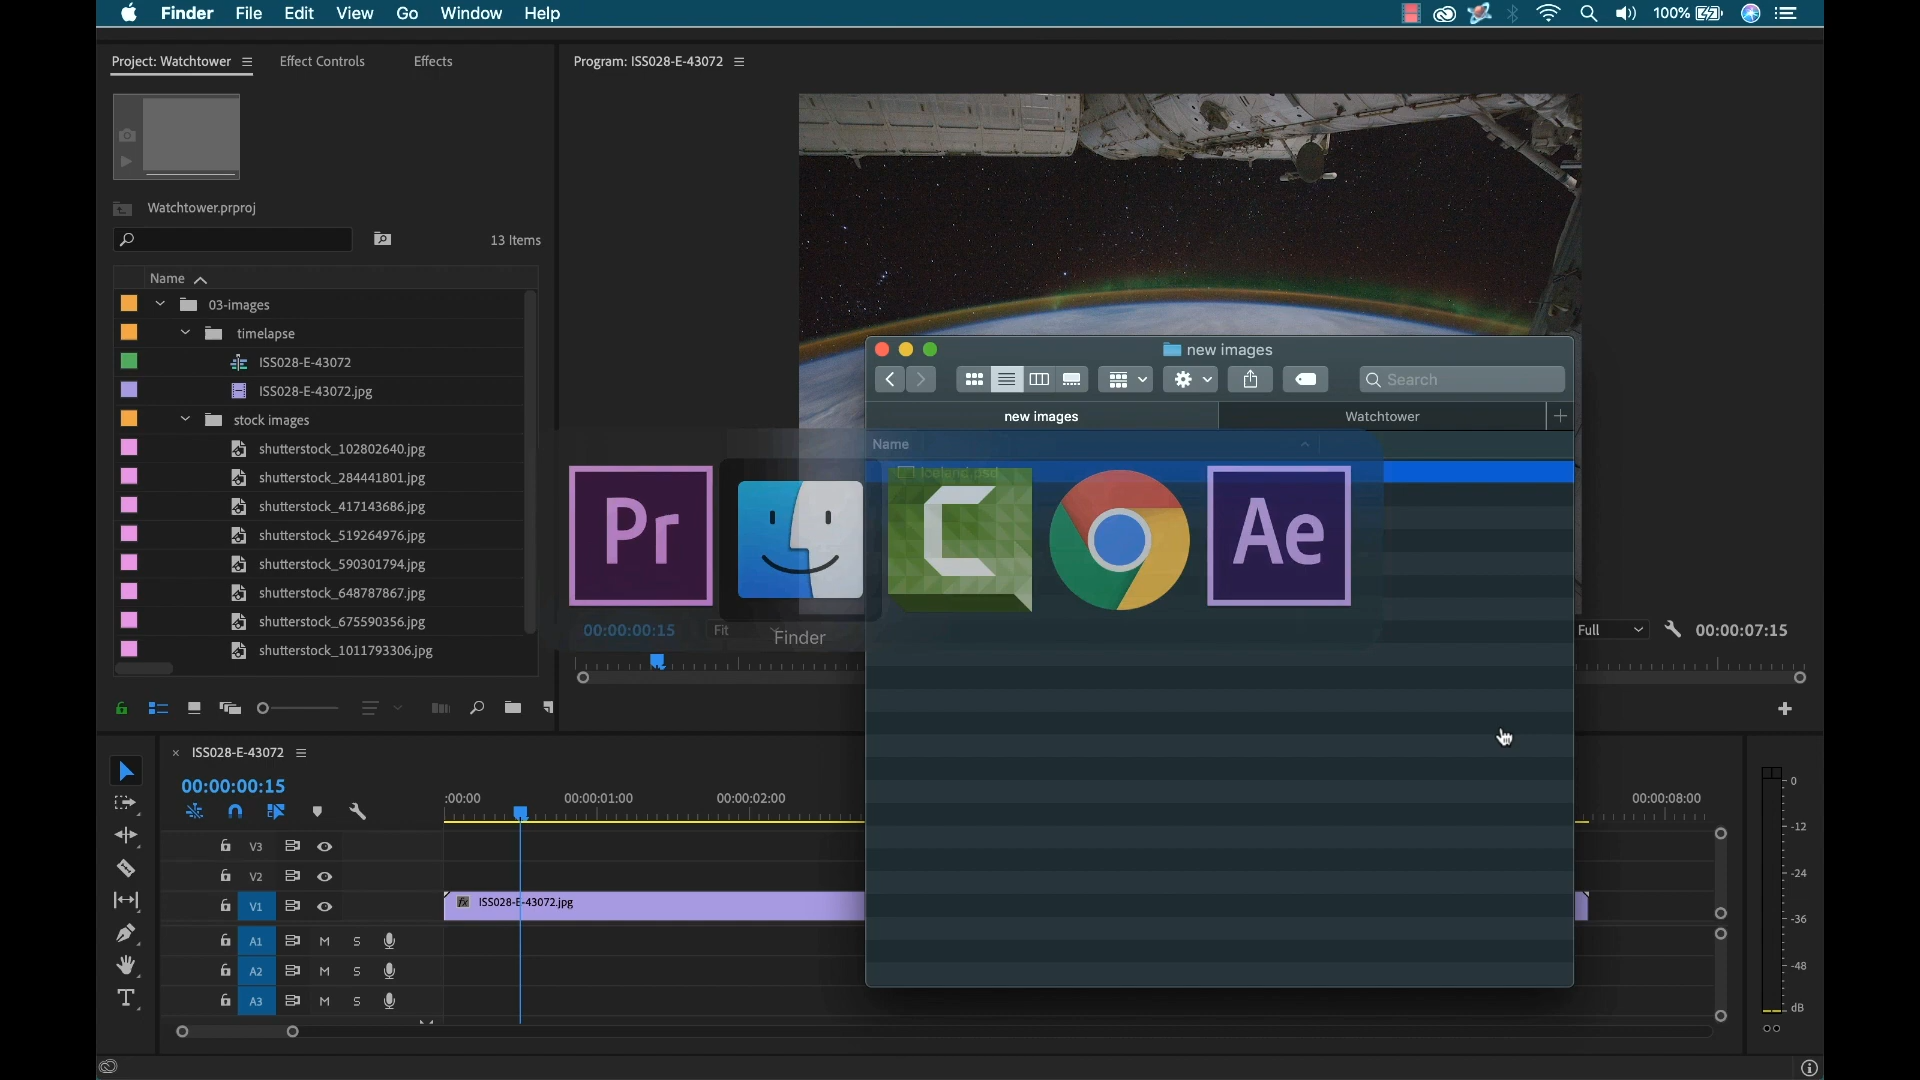 Finder File Edit View Go Window Help 100%
Project: Watchtower Effect Controls Effects
Program: ISS028-E-43072
Watchtower.prproj
13 Items
Name
03-images
timelapse
ISS028-E-43072
ISS028-E-43072.jpg
stock images
shutterstock_102802640.jpg
shutterstock_284441801.jpg
shutterstock_417143686.jpg
shutterstock_519264976.jpg
shutterstock_590301794.jpg
shutterstock_648787867.jpg
shutterstock_675590356.jpg
shutterstock_1011793306.jpg
new images
Search
new images Watchtower
Name
Iceland.psd
Pr Ae
Finder
00:00:00:15 Fit Full 00:00:07:15
ISS028-E-43072
00:00:00:15
:00:00 00:00:01:00 00:00:02:00 00:00:08:00
V3
V2
V1 fx ISS028-E-43072.jpg
A1 M S
A2 M S
A3 M S
0
-12
-24
-36
-48
dB